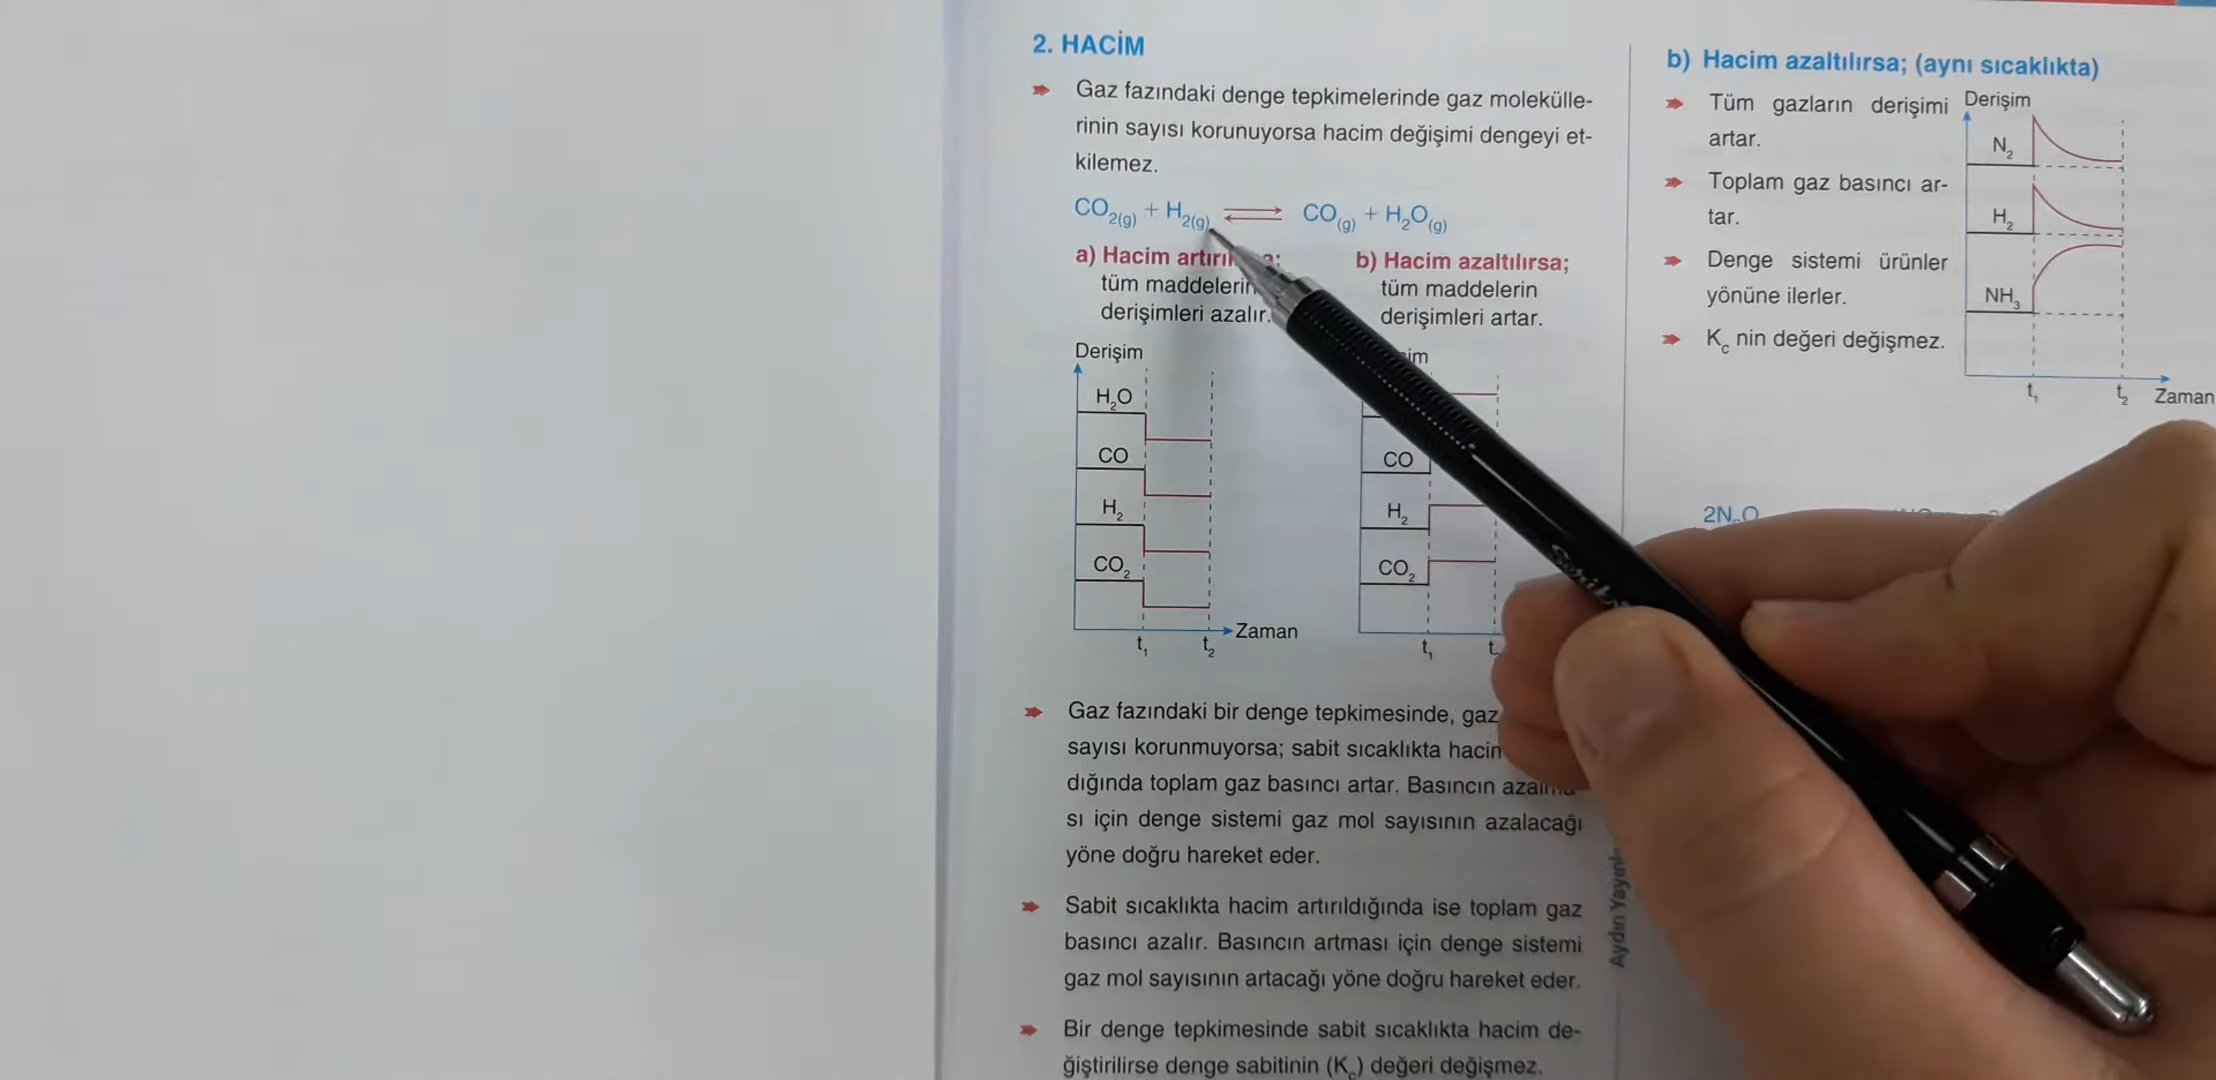 2. HACİM
Gaz fazındaki denge tepkimelerinde gaz molekülle-
rinin sayısı korunuyorsa hacim değişimi dengeyi et-
kilemez.
CO2(g) + H2(g) ⇌ CO(g) + H2O(g)
a) Hacim
tüm maddelerin
derişimleri azalır.
b) Hacim azaltılırsa;
tüm maddelerin
derişimleri artar.
Derişim
H2O
CO
H2
CO2
t1 t2 Zaman
CO
H2
CO2
t1
Gaz fazındaki bir denge tepkimesinde, gaz
sayısı korunmuyorsa; sabit sıcaklıkta
dığında toplam gaz basıncı artar. Basıncın
sı için denge sistemi gaz mol sayısının azalacağı
yöne doğru hareket eder.
Sabit sıcaklıkta hacim artırıldığında ise toplam gaz
basıncı azalır. Basıncın artması için denge sistemi
gaz mol sayısının artacağı yöne doğru hareket eder.
Bir denge tepkimesinde sabit sıcaklıkta hacim de-
ğiştirilirse denge sabitinin (Kc) değeri değişmez.
Aydın
b) Hacim azaltılırsa; (aynı sıcaklıkta)
Tüm gazların derişimi
artar.
Toplam gaz basıncı ar-
tar.
Denge sistemi ürünler
yönüne ilerler.
Kc nin değeri değişmez.
Derişim
N2
H2
NH3
t1 t2 Zaman